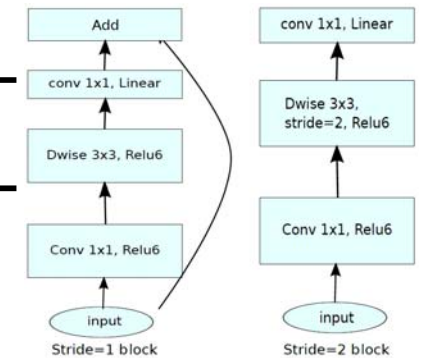 Add
conv 1x1, Linear
Dwise 3x3, Relu6
Conv 1x1, Relu6
input
Stride=1 block
conv 1x1, Linear
Dwise 3x3,
stride=2, Relu6
Conv 1x1, Relu6
input
Stride=2 block